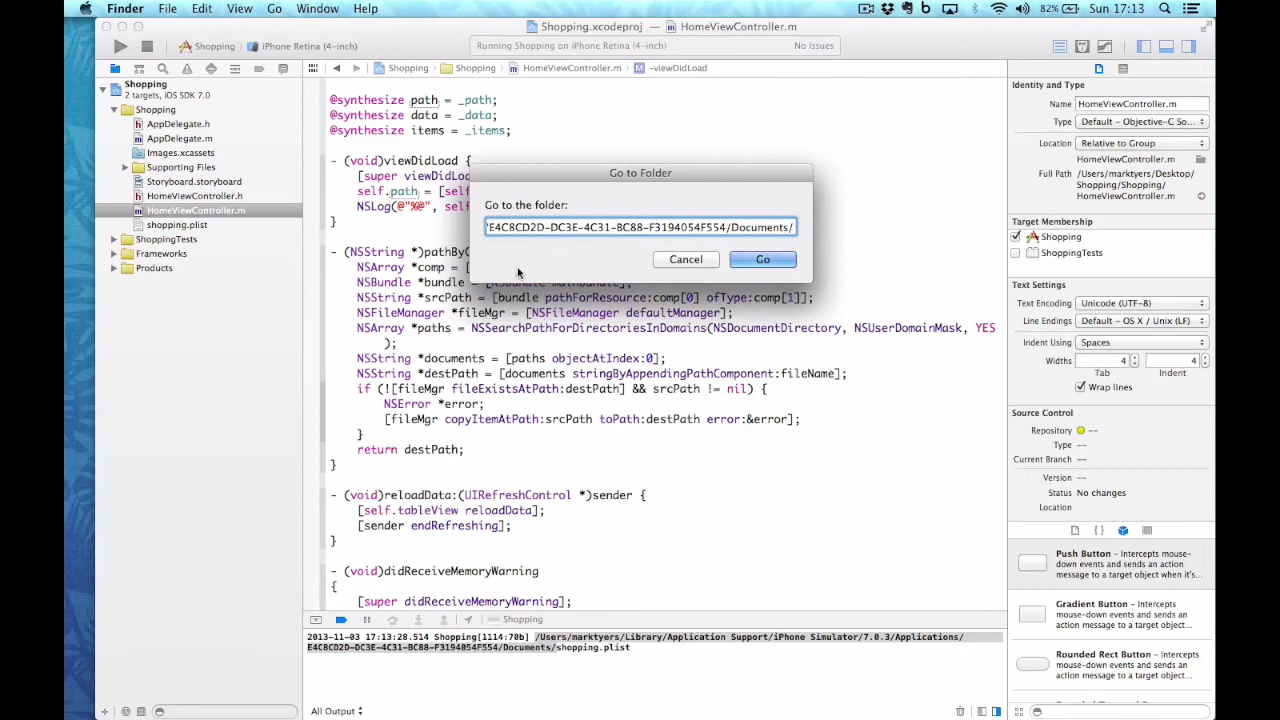 Finder File Edit View Go Window Help 82% Sun 17:13
Shopping.xcodeproj — HomeViewController.m
Shopping iPhone Retina (4-inch) Running Shopping on iPhone Retina (4-inch) No Issues
Shopping Shopping HomeViewController.m M -viewDidLoad
Shopping
2 targets, iOS SDK 7.0
Shopping
AppDelegate.h
AppDelegate.m
Images.xcassets
Supporting Files
Storyboard.storyboard
HomeViewController.h
HomeViewController.m
shopping.plist
ShoppingTests
Frameworks
Products
@synthesize path = _path;
@synthesize data = _data;
@synthesize items = _items;
- (void)viewDidLoad {
[super viewDidLoa
self.path = [self
NSLog(@"%@", self
}
- (NSString *)pathBy
NSArray *comp = [
NSBundle *bundle = [NSBundle mainBundle];
NSString *srcPath = [bundle pathForResource:comp[0] ofType:comp[1]];
NSFileManager *fileMgr = [NSFileManager defaultManager];
NSArray *paths = NSSearchPathForDirectoriesInDomains(NSDocumentDirectory, NSUserDomainMask, YES
);
NSString *documents = [paths objectAtIndex:0];
NSString *destPath = [documents stringByAppendingPathComponent:fileName];
if (![fileMgr fileExistsAtPath:destPath] && srcPath != nil) {
NSError *error;
[fileMgr copyItemAtPath:srcPath toPath:destPath error:&error];
}
return destPath;
}
- (void)reloadData:(UIRefreshControl *)sender {
[self.tableView reloadData];
[sender endRefreshing];
}
- (void)didReceiveMemoryWarning
{
[super didReceiveMemoryWarning];
Go to Folder
Go to the folder:
E4C8CD2D-DC3E-4C31-BC88-F3194054F554/Documents/
Cancel Go
Shopping
2013-11-03 17:13:28.514 Shopping[1114:70b] /Users/marktyers/Library/Application Support/iPhone Simulator/7.0.3/Applications/
E4C8CD2D-DC3E-4C31-BC88-F3194054F554/Documents/shopping.plist
All Output
Identity and Type
Name HomeViewController.m
Type Default - Objective-C So...
Location Relative to Group
HomeViewController.m
Full Path /Users/marktyers/Desktop/
Shopping/Shopping/
HomeViewController.m
Target Membership
Shopping
ShoppingTests
Text Settings
Text Encoding Unicode (UTF-8)
Line Endings Default - OS X / Unix (LF)
Indent Using Spaces
Widths 4 4
Tab Indent
Wrap lines
Source Control
Repository --
Type --
Current Branch --
Version --
Status No changes
Location
Push Button - Intercepts mouse-
down events and sends an
action message to a target object when it's...
Gradient Button - Intercepts
mouse-down events and sends an
action message to a target object...
Rounded Rect Button - Intercepts
mouse-down events and sends an
action message to a target object...